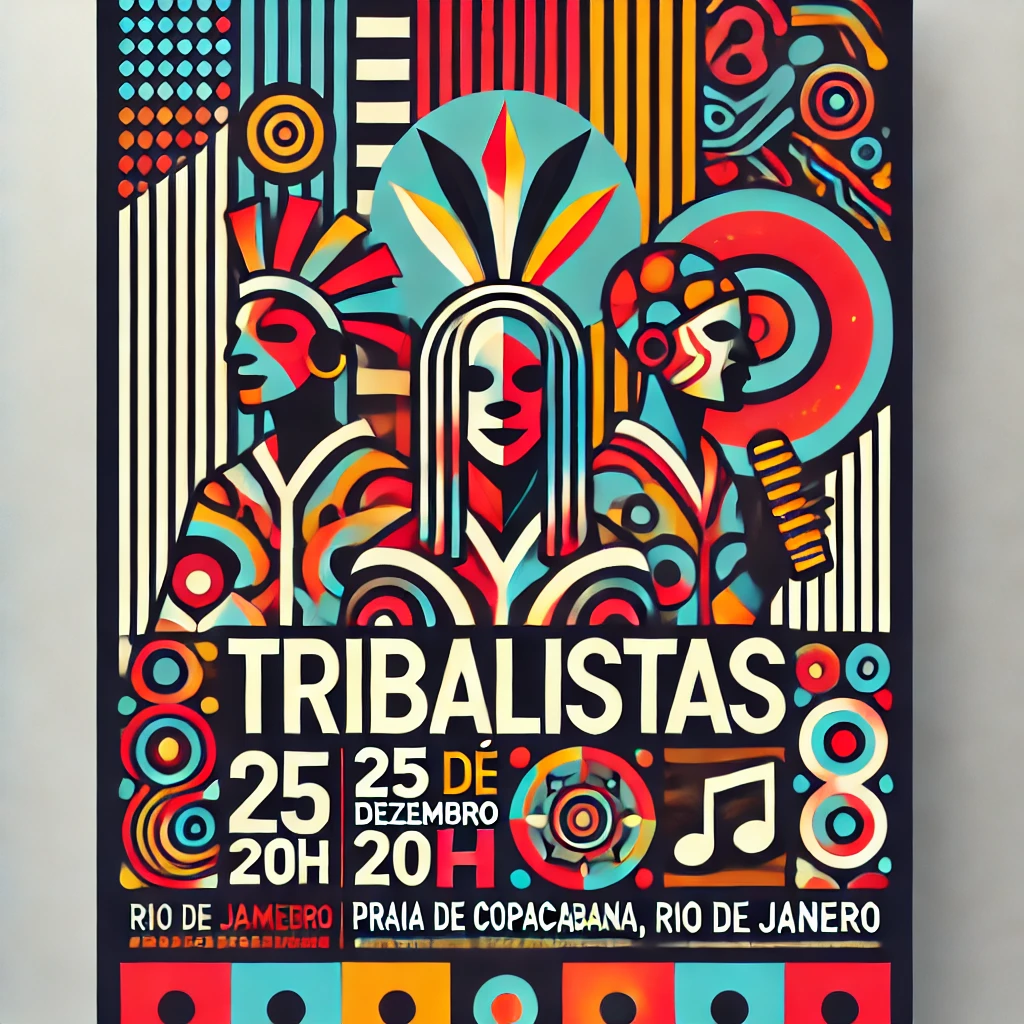 TRIBALISTAS
25
20H
25 DÉ
DEZEMBRO
20H
RIO DE JAMEBRO
PRAIA DE COPACABANA, RIO DE JANERO